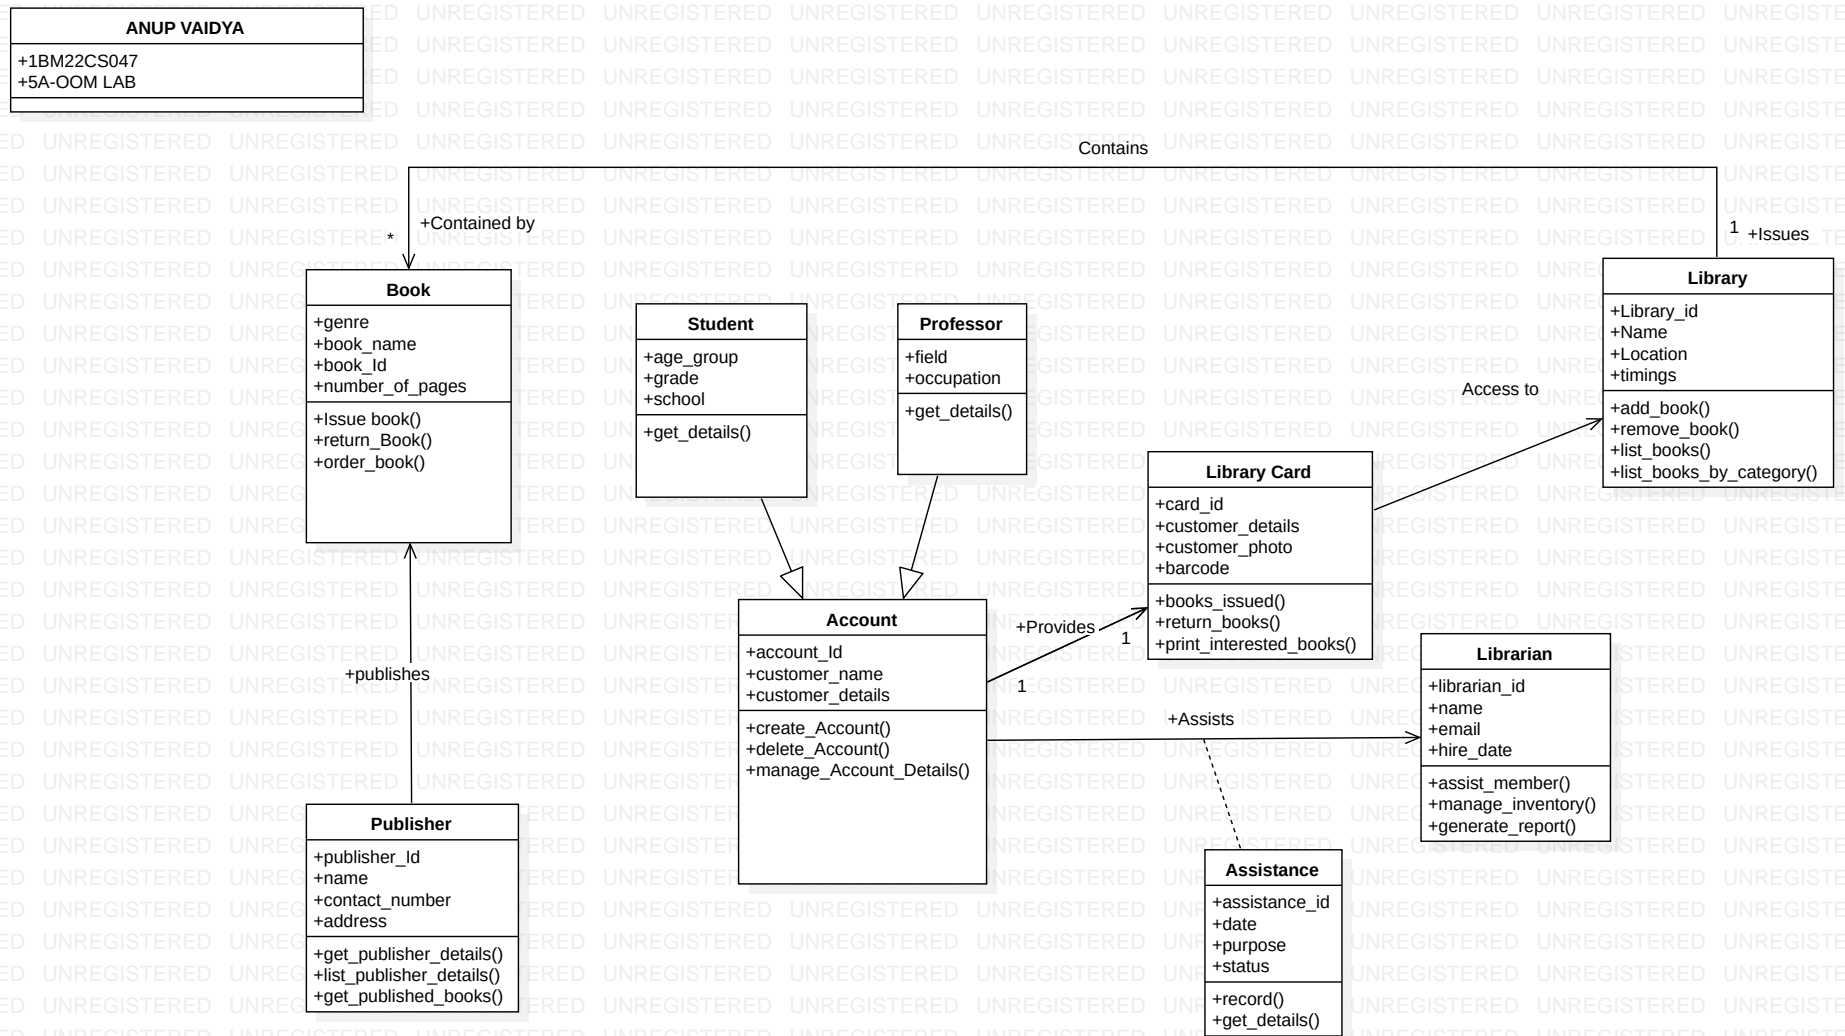 ANUP VAIDYA
+1BM22CS047
+5A-OOM LAB
Contains
+Contained by
*
1
+Issues
Book
+genre
+book_name
+book_Id
+number_of_pages
+Issue book()
+return_Book()
+order_book()
Student
+age_group
+grade
+school
+get_details()
Professor
+field
+occupation
+get_details()
Library
+Library_id
+Name
+Location
+timings
+add_book()
+remove_book()
+list_books()
+list_books_by_category()
Access to
Library Card
+card_id
+customer_details
+customer_photo
+barcode
+books_issued()
+return_books()
+print_interested_books()
Account
+account_Id
+customer_name
+customer_details
+create_Account()
+delete_Account()
+manage_Account_Details()
+Provides
1
1
+publishes
+Assists
Librarian
+librarian_id
+name
+email
+hire_date
+assist_member()
+manage_inventory()
+generate_report()
Publisher
+publisher_Id
+name
+contact_number
+address
+get_publisher_details()
+list_publisher_details()
+get_published_books()
Assistance
+assistance_id
+date
+purpose
+status
+record()
+get_details()
UNREGISTERED